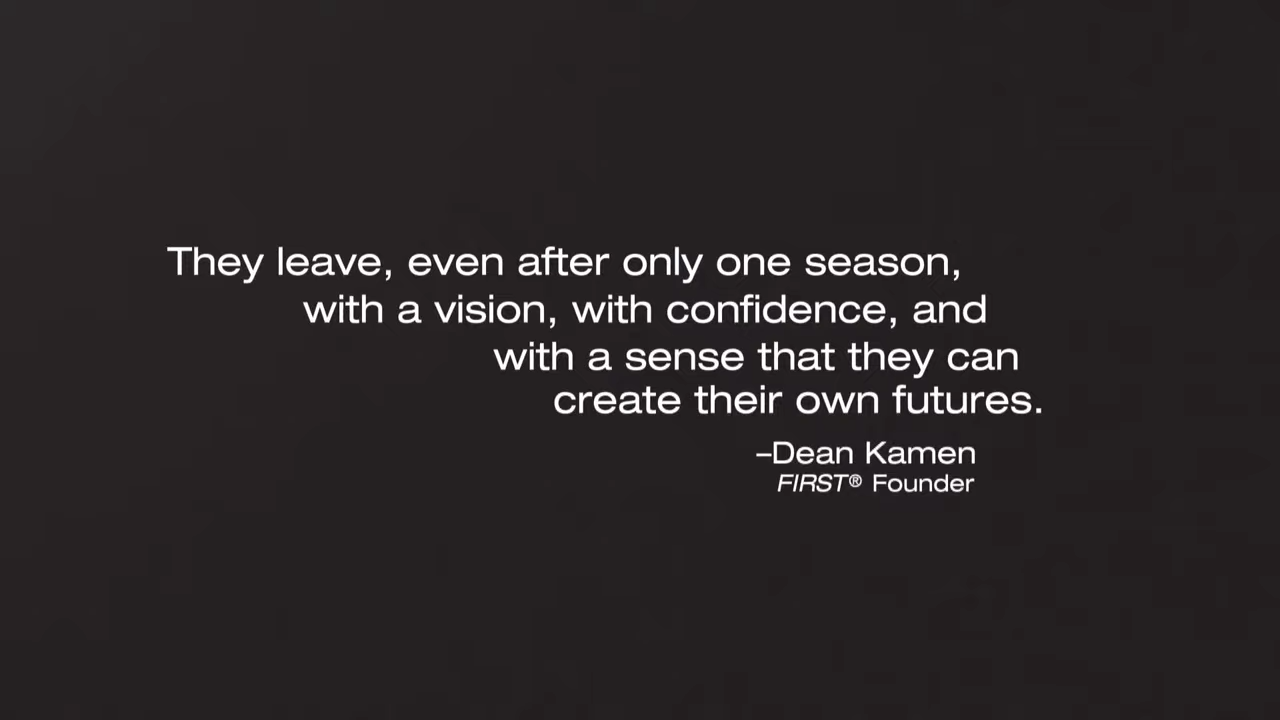 They leave, even after only one season,
with a vision, with confidence, and
with a sense that they can
create their own futures.
–Dean Kamen
FIRST® Founder